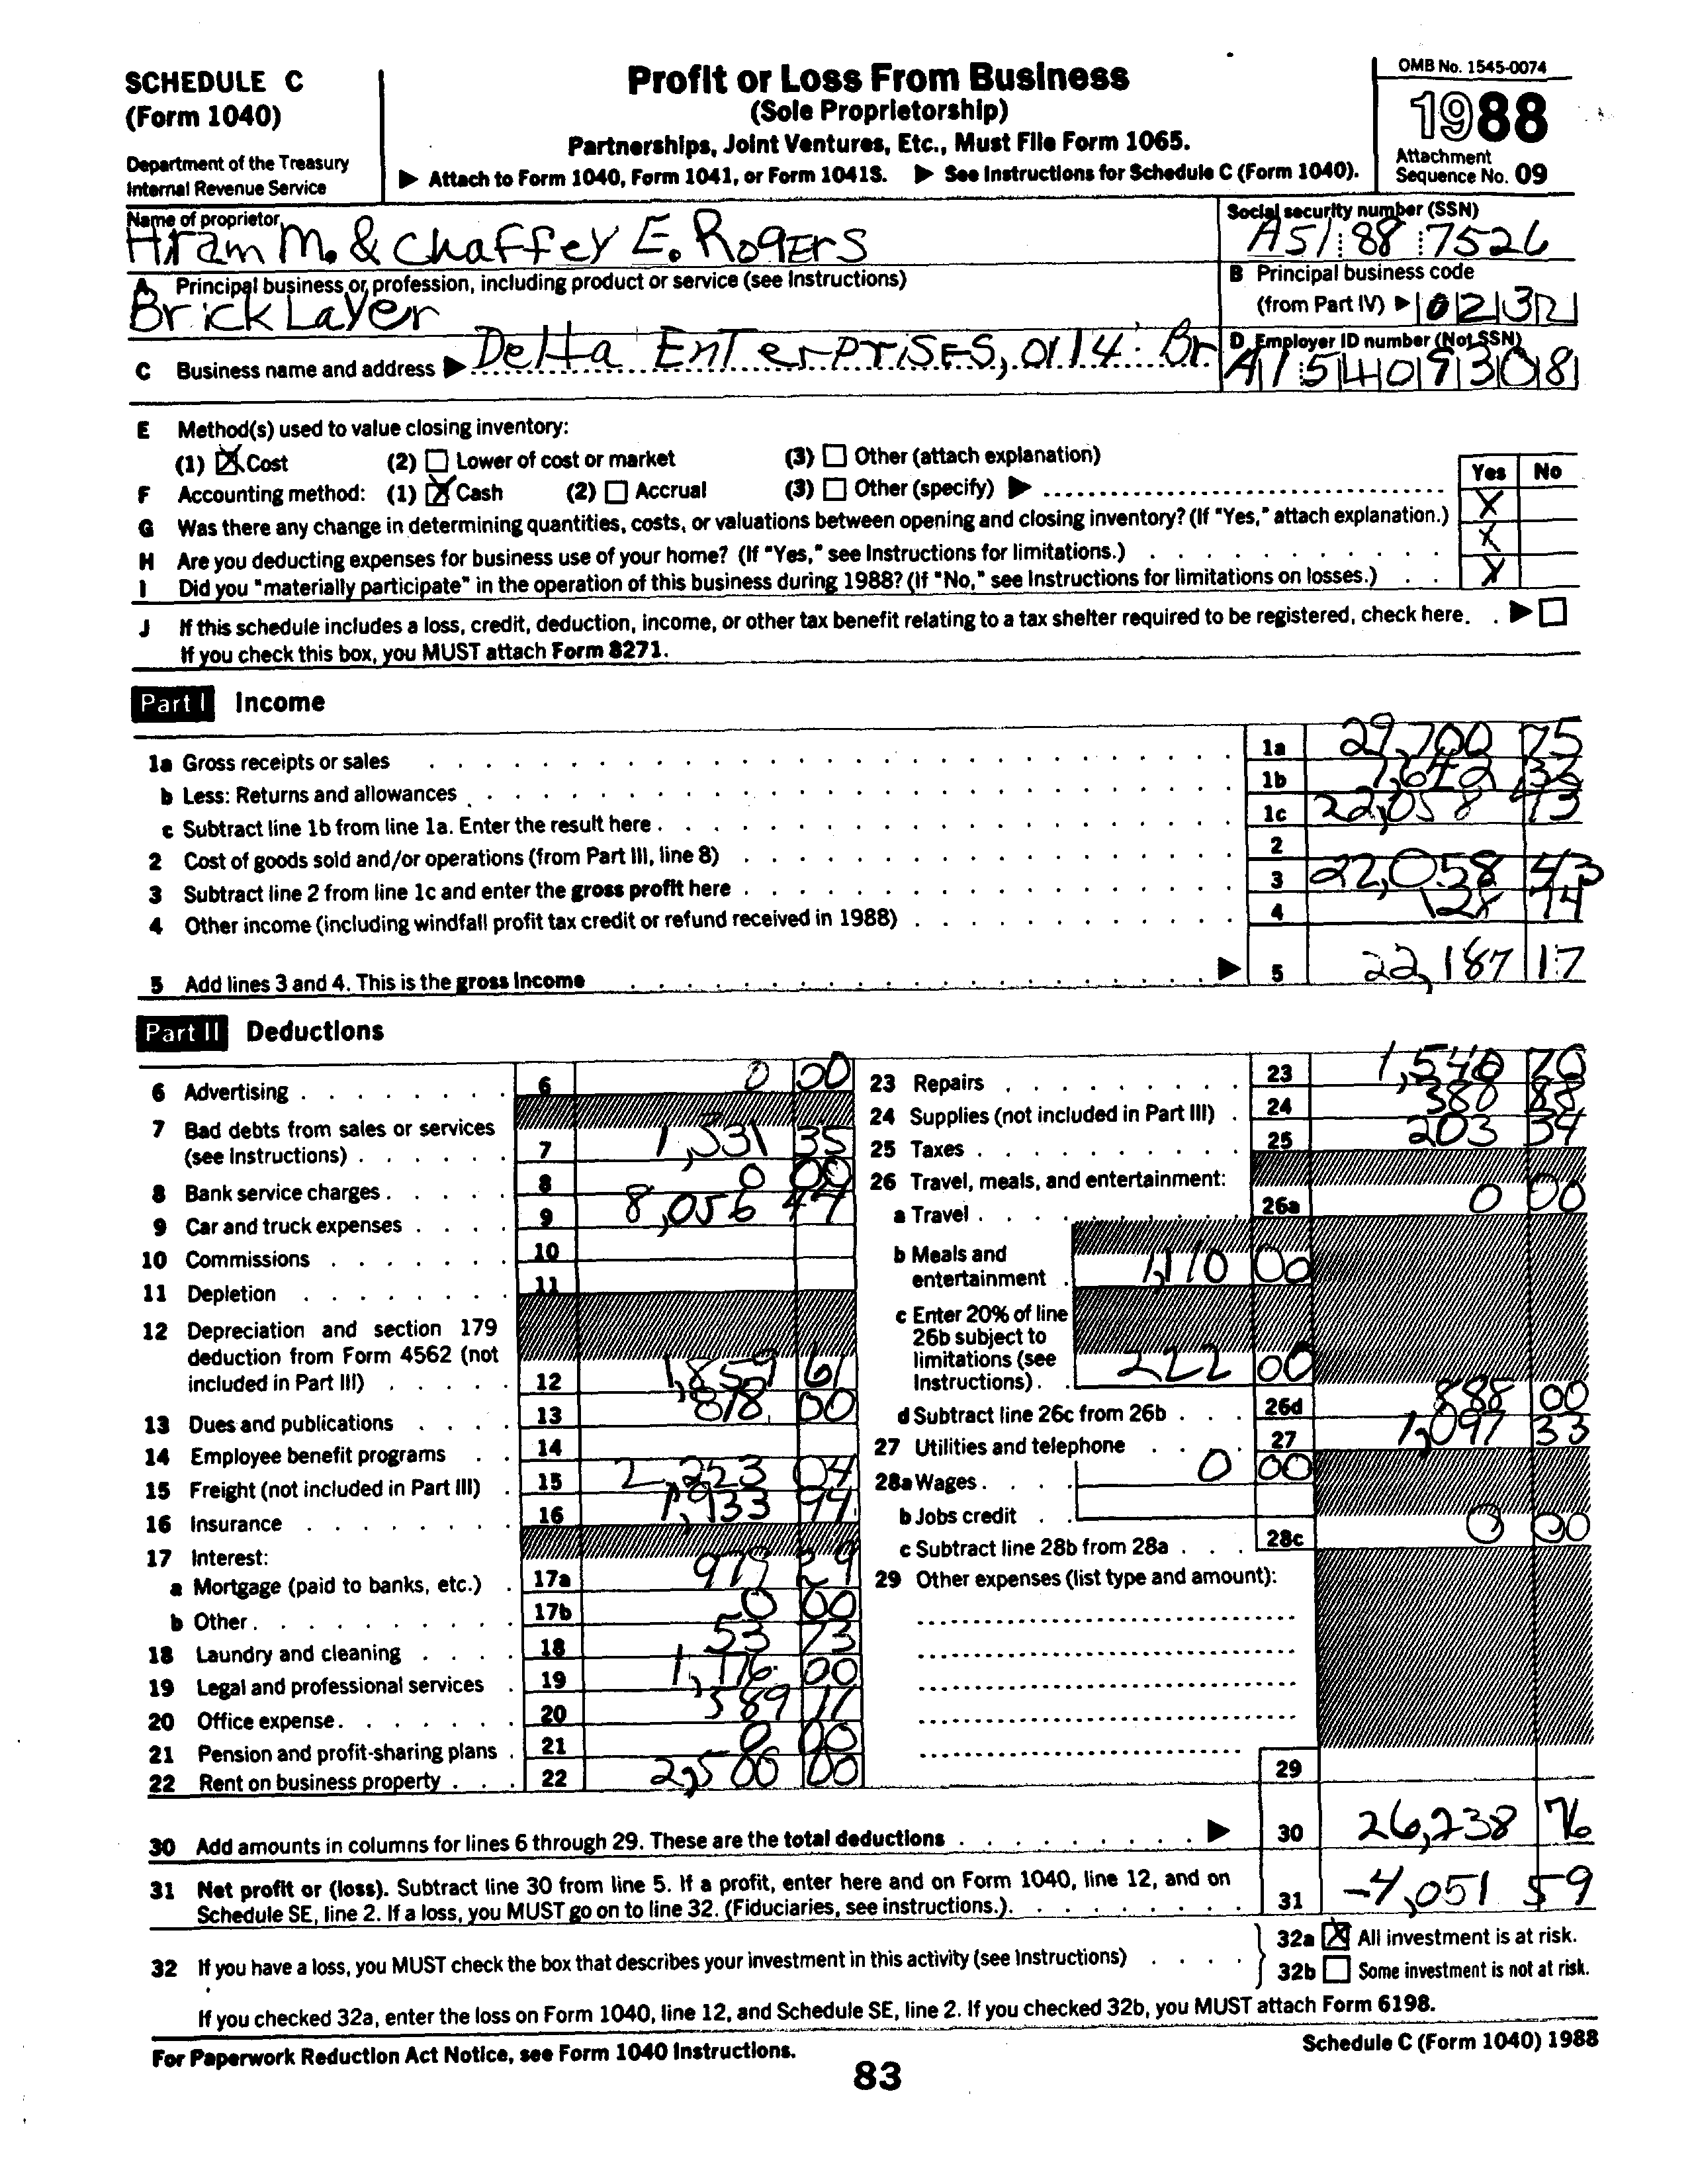 SCHEDULE C
(Form 1040)
Department of the Treasury
Internal Revenue Service
Profit or Loss From Business
(Sole Proprietorship)
Partnerships, Joint Ventures, Etc., Must File Form 1065.
▶ Attach to Form 1040, Form 1041, or Form 1041S. ▶ See Instructions for Schedule C (Form 1040).
OMB No. 1545-0074
1988
Attachment
Sequence No. 09
Name of proprietor
Hiram M. & Chaffey E. Rogers
Social security number (SSN)
A51 88 7526
A Principal business or profession, including product or service (see Instructions)
Brick Layer
B Principal business code
(from Part IV) ▶ 0232
C Business name and address ▶ Delta EnTerPriSES, 0114 Br
D Employer ID number (Not SSN)
A1 5409308
E Method(s) used to value closing inventory:
(1) ☒ Cost (2) ☐ Lower of cost or market (3) ☐ Other (attach explanation)
F Accounting method: (1) ☒ Cash (2) ☐ Accrual (3) ☐ Other (specify) ▶
Yes No
G Was there any change in determining quantities, costs, or valuations between opening and closing inventory? (If "Yes," attach explanation.) X
H Are you deducting expenses for business use of your home? (If "Yes," see Instructions for limitations.) X
I Did you "materially participate" in the operation of this business during 1988? (If "No," see Instructions for limitations on losses.) X
J If this schedule includes a loss, credit, deduction, income, or other tax benefit relating to a tax shelter required to be registered, check here. ▶ ☐
If you check this box, you MUST attach Form 8271.
Part I Income
1a Gross receipts or sales 1a 29,700 75
b Less: Returns and allowances 1b 7,642 32
c Subtract line 1b from line 1a. Enter the result here 1c 22,058 43
2 Cost of goods sold and/or operations (from Part III, line 8) 2
3 Subtract line 2 from line 1c and enter the gross profit here 3 22,058 43
4 Other income (including windfall profit tax credit or refund received in 1988) 4 128 74
5 Add lines 3 and 4. This is the gross income ▶ 5 22,187 17
Part II Deductions
6 Advertising 6 0 00
7 Bad debts from sales or services
(see Instructions) 7 1,531 35
8 Bank service charges 8 0 00
9 Car and truck expenses 9 8,056 44
10 Commissions 10
11 Depletion 11
12 Depreciation and section 179
deduction from Form 4562 (not
included in Part III) 12 1,859 61
13 Dues and publications 13 878 00
14 Employee benefit programs 14
15 Freight (not included in Part III) 15 2,223 04
16 Insurance 16 1,933 94
17 Interest:
a Mortgage (paid to banks, etc.) 17a 979 29
b Other 17b 0 00
18 Laundry and cleaning 18 53 73
19 Legal and professional services 19 1,176 00
20 Office expense 20 389 11
21 Pension and profit-sharing plans 21 0 00
22 Rent on business property 22 2,500 00
23 Repairs 23 1,540 70
24 Supplies (not included in Part III) 24 380 88
25 Taxes 25 203 34
26 Travel, meals, and entertainment:
a Travel 26a 0 00
b Meals and
entertainment 1,110 00
c Enter 20% of line
26b subject to
limitations (see
Instructions) 222 00
d Subtract line 26c from 26b 26d 888 00
27 Utilities and telephone 27 1,097 33
28a Wages 0 00
b Jobs credit
c Subtract line 28b from 28a 28c 0 00
29 Other expenses (list type and amount):
29
30 Add amounts in columns for lines 6 through 29. These are the total deductions ▶ 30 26,238 76
31 Net profit or (loss). Subtract line 30 from line 5. If a profit, enter here and on Form 1040, line 12, and on
Schedule SE, line 2. If a loss, you MUST go on to line 32. (Fiduciaries, see instructions.) 31 -4,051 59
32 If you have a loss, you MUST check the box that describes your investment in this activity (see Instructions)
32a ☒ All investment is at risk.
32b ☐ Some investment is not at risk.
If you checked 32a, enter the loss on Form 1040, line 12, and Schedule SE, line 2. If you checked 32b, you MUST attach Form 6198.
For Paperwork Reduction Act Notice, see Form 1040 Instructions.
Schedule C (Form 1040) 1988
83